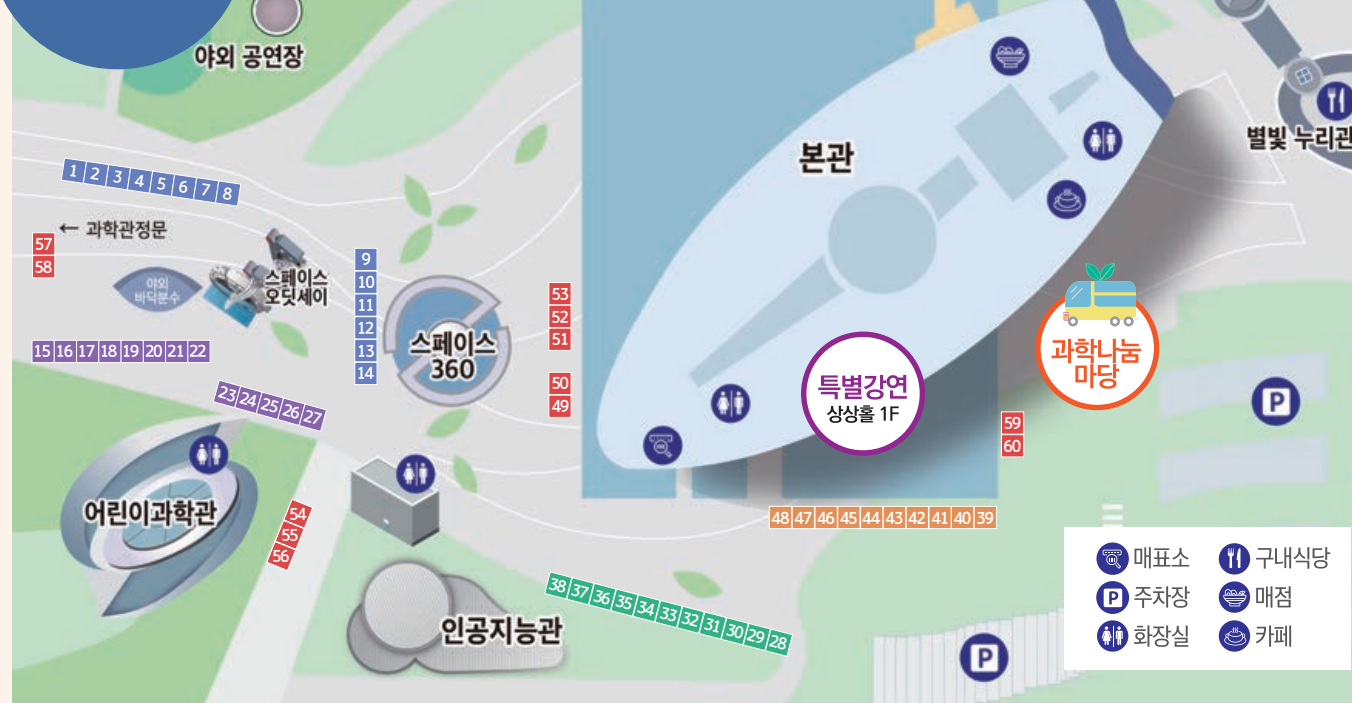 야외 공연장
본관
별빛 누리관
1 2 3 4 5 6 7 8
← 과학관정문
57
58
야외
바닥분수
스페이스
오딧세이
9
10
11
12
13
14
스페이스
360
53
52
51
50
49
15 16 17 18 19 20 21 22
23 24 25 26 27
특별강연
상상홀 1F
과학나눔
마당
P
59
60
어린이과학관
54
55
56
48 47 46 45 44 43 42 41 40 39
38 37 36 35 34 33 32 31 30 29 28
인공지능관
P
매표소
구내식당
P 주차장
매점
화장실
카페